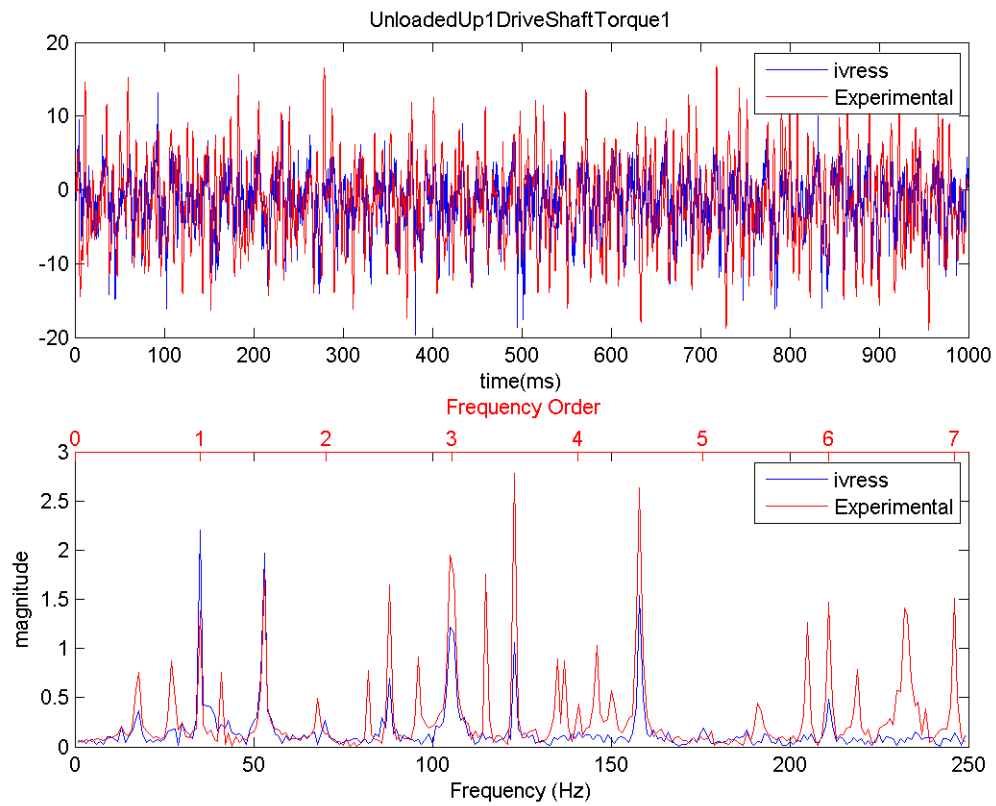 UnloadedUp1DriveShaftTorque1
20
10
0
-10
-20
ivress
Experimental
0 100 200 300 400 500 600 700 800 900 1000
time(ms)
Frequency Order
0 1 2 3 4 5 6 7
3
2.5
2
1.5
1
0.5
0
magnitude
ivress
Experimental
0 50 100 150 200 250
Frequency (Hz)